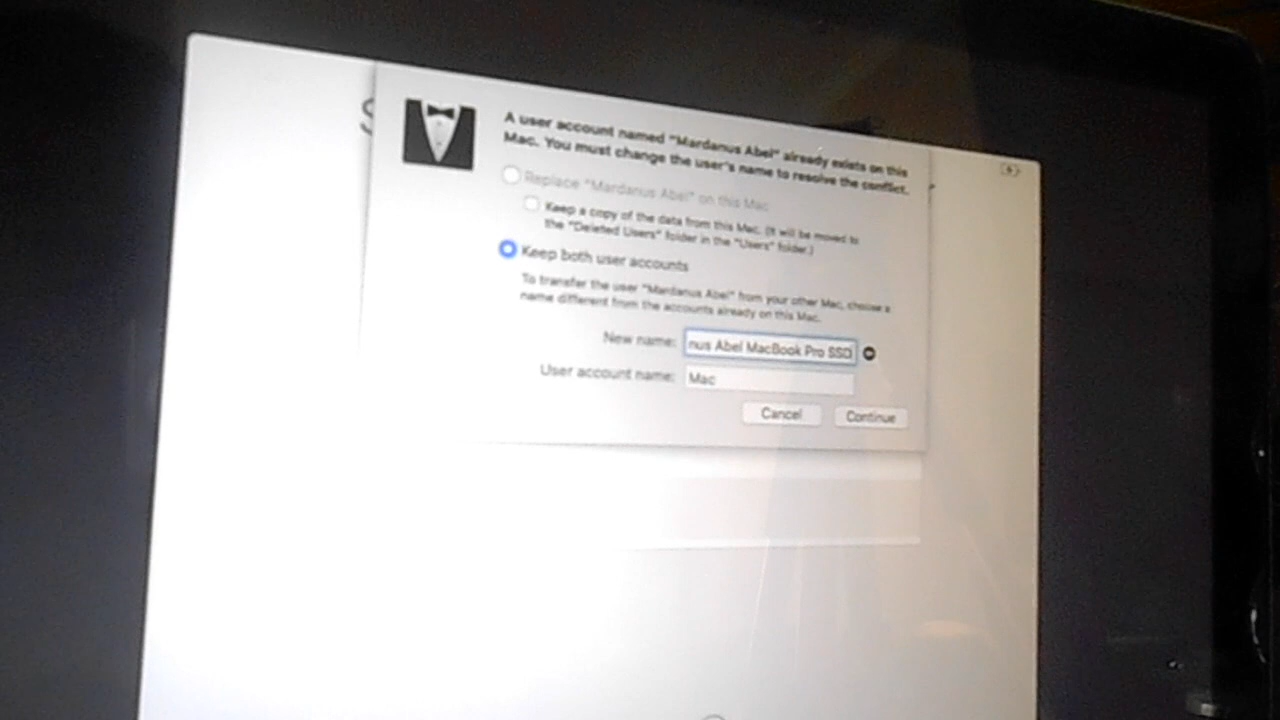 S
A user account named "Mardanus Abel" already exists on this
Mac. You must change the user's name to resolve the conflict.
Replace "Mardanus Abel" on this Mac
Keep a copy of the data from this Mac. (It will be moved to
the "Deleted Users" folder in the "Users" folder.)
Keep both user accounts
To transfer the user "Mardanus Abel" from your other Mac, choose a
name different from the accounts already on this Mac.
New name: nus Abel MacBook Pro SSD
User account name: Mac
Cancel Continue